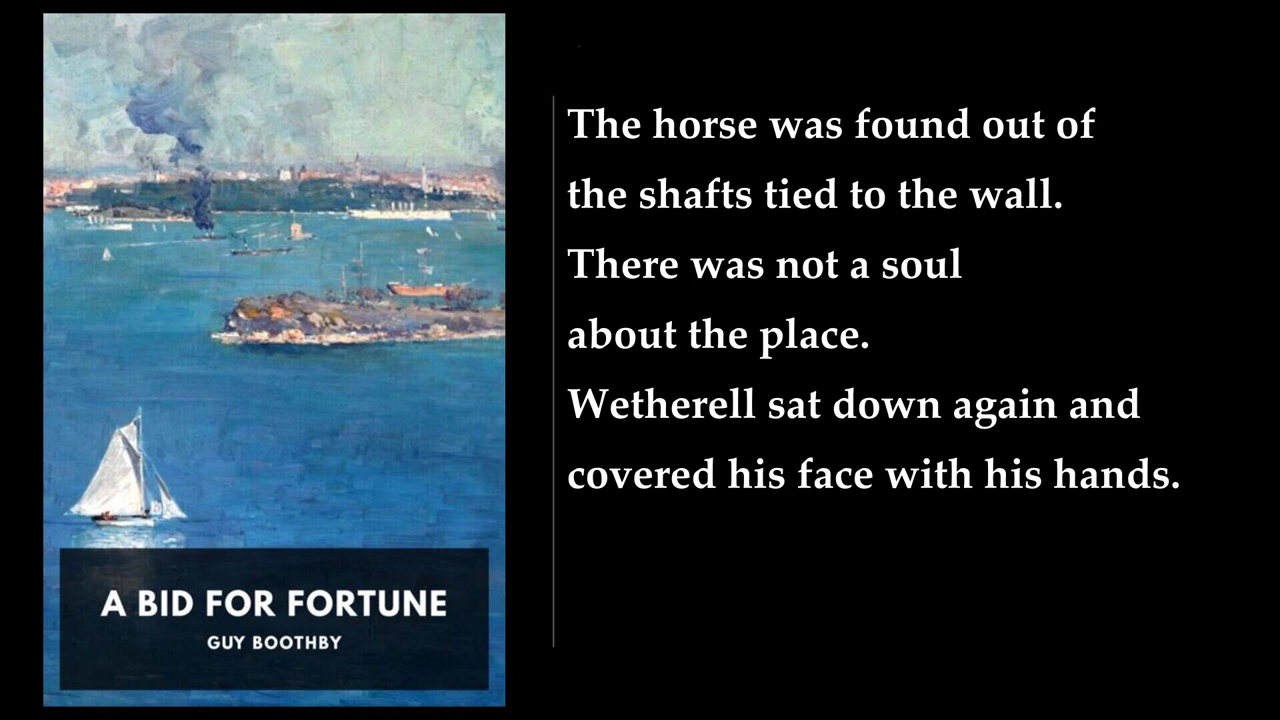 A BID FOR FORTUNE
GUY BOOTHBY
The horse was found out of
the shafts tied to the wall.
There was not a soul
about the place.
Wetherell sat down again and
covered his face with his hands.